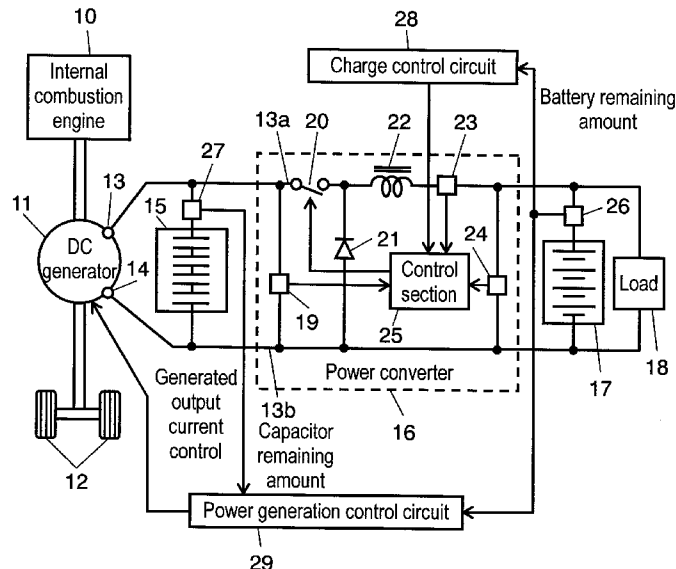 10
28
Internal
combustion
engine
Charge control circuit
Battery remaining
amount
13a
20
22
23
13
27
11
15
DC
generator
21
26
14
24
Control
section
Load
19
25
17
18
Generated
output
current
control
13b
Power converter
Capacitor
remaining
amount
16
12
Power generation control circuit
29